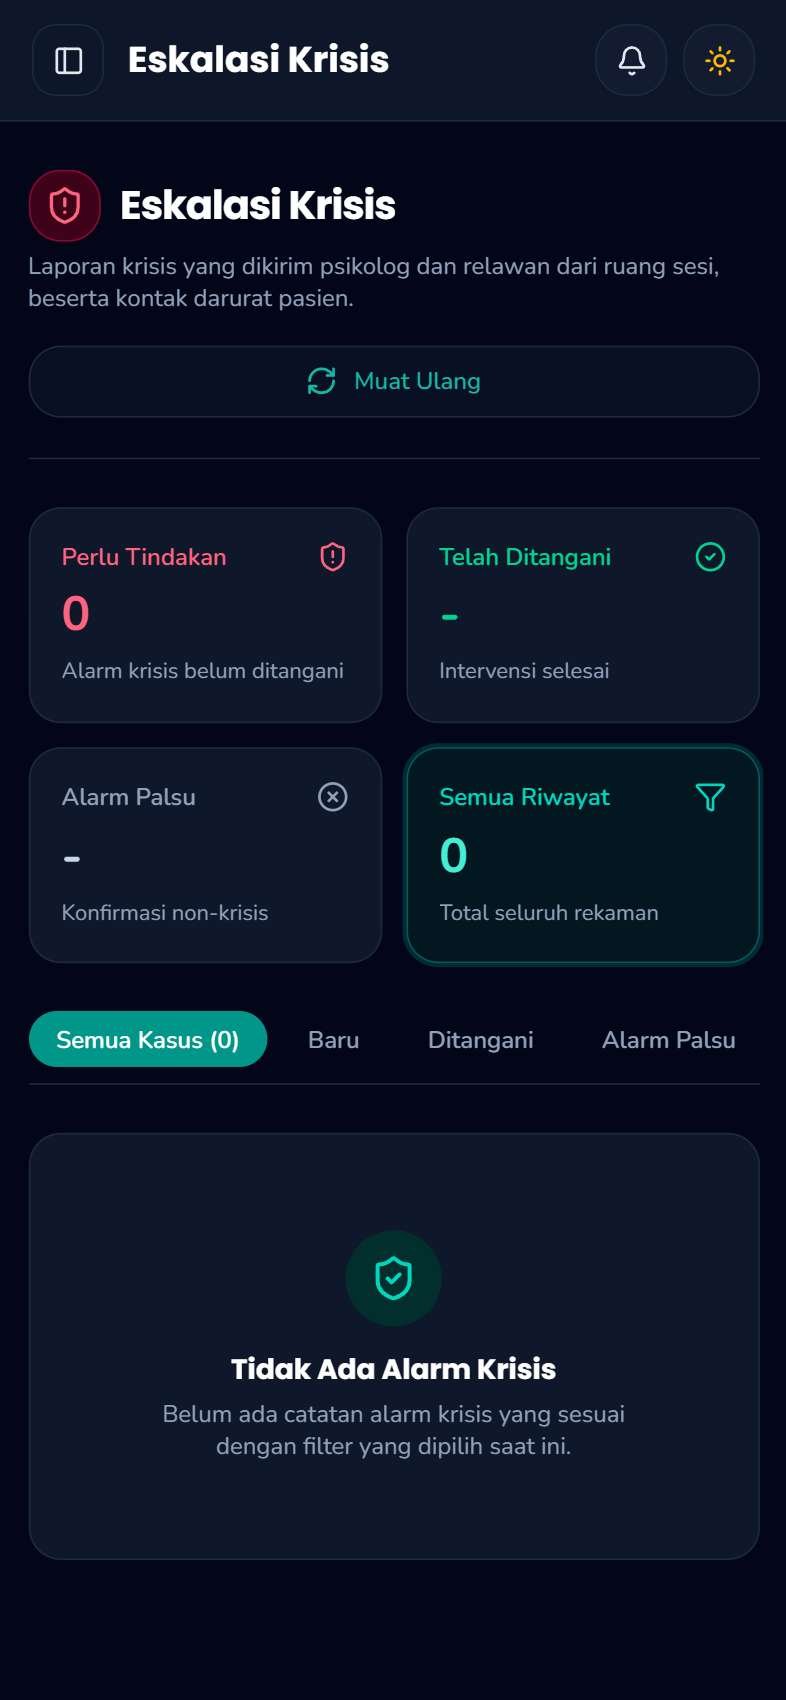 Eskalasi Krisis
Eskalasi Krisis
Laporan krisis yang dikirim psikolog dan relawan dari ruang sesi,
beserta kontak darurat pasien.
Muat Ulang
Perlu Tindakan
0
Alarm krisis belum ditangani
Telah Ditangani
-
Intervensi selesai
Alarm Palsu
-
Konfirmasi non-krisis
Semua Riwayat
0
Total seluruh rekaman
Semua Kasus (0)
Baru
Ditangani
Alarm Palsu
Tidak Ada Alarm Krisis
Belum ada catatan alarm krisis yang sesuai
dengan filter yang dipilih saat ini.